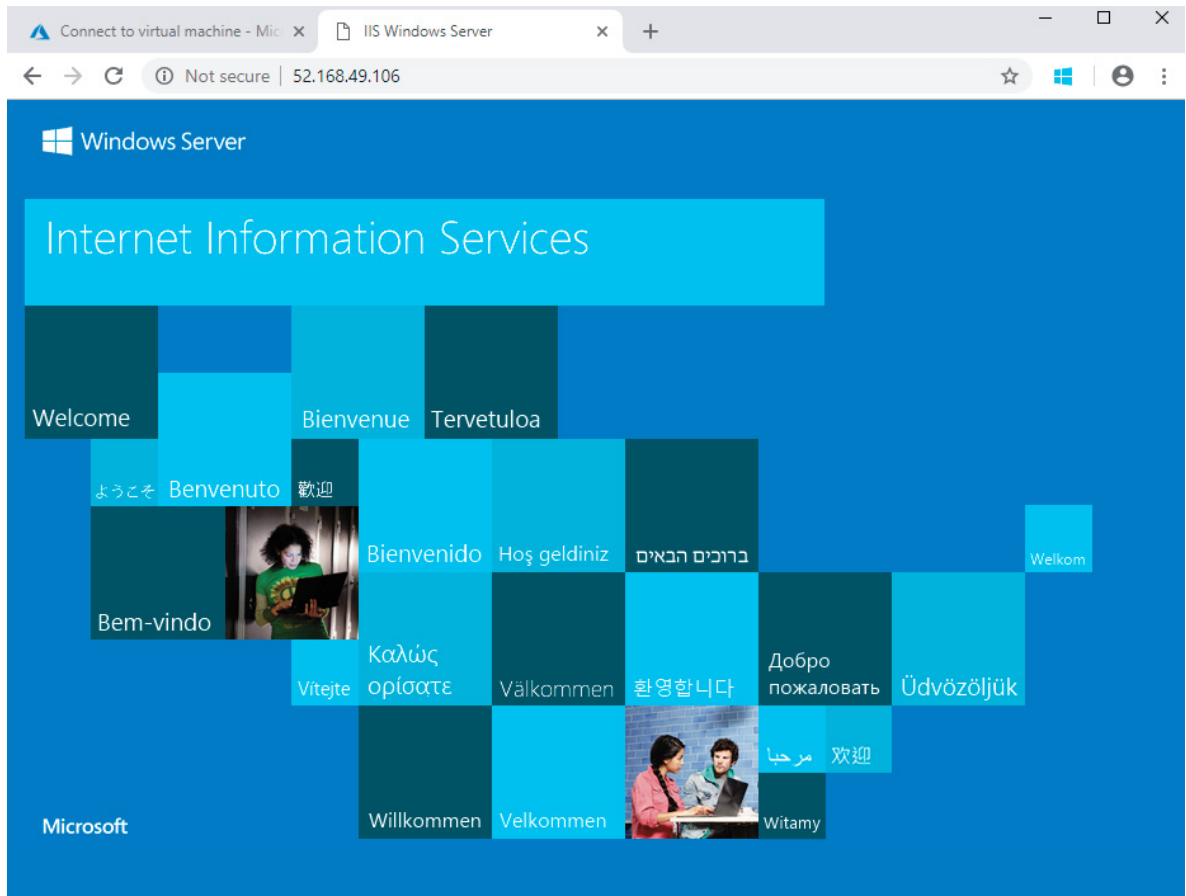 Connect to virtual machine - Mic
IIS Windows Server
Not secure | 52.168.49.106
Windows Server
Internet Information Services
Welcome
Bienvenue
Tervetuloa
ようこそ
Benvenuto
歡迎
Bienvenido
Hoş geldiniz
ברוכים הבאים
Welkom
Bem-vindo
Vítejte
Καλώς
ορίσατε
Välkommen
환영합니다
Добро
пожаловать
Üdvözöljük
مرحبا
欢迎
Willkommen
Velkommen
Witamy
Microsoft